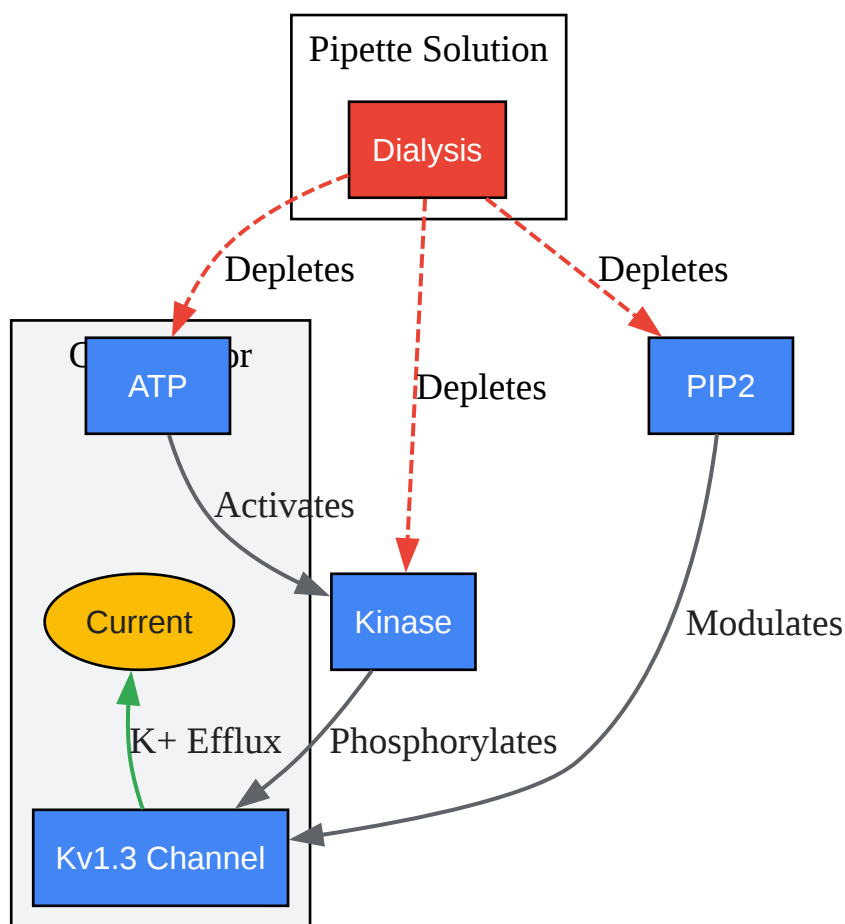 Pipette Solution
Dialysis
Depletes
Depletes
ATP
PIP2
Depletes
Activates
Current
Kinase
Modulates
K+ Efflux
Phosphorylates
Kv1.3 Channel